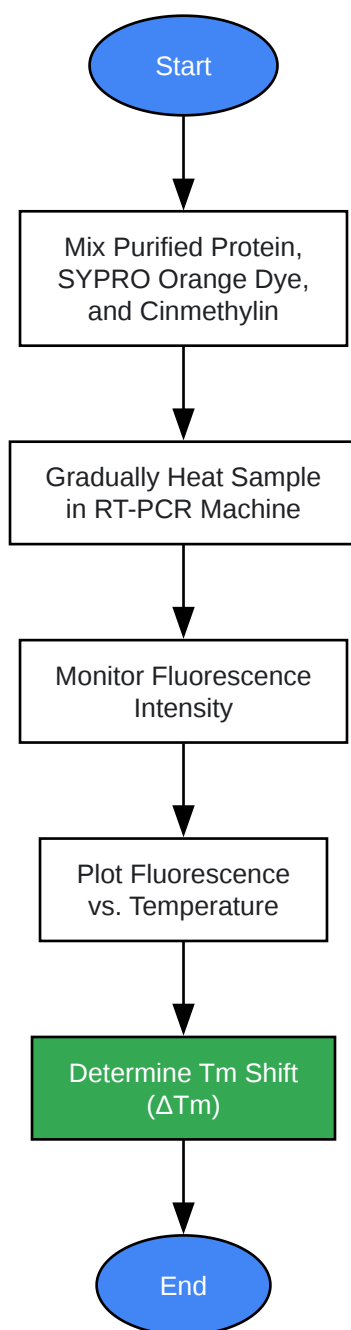 Start
Mix Purified Protein,
SYPRO Orange Dye,
and Cinmethylin
Gradually Heat Sample
in RT-PCR Machine
Monitor Fluorescence
Intensity
Plot Fluorescence
vs. Temperature
Determine Tm Shift
(ΔTm)
End